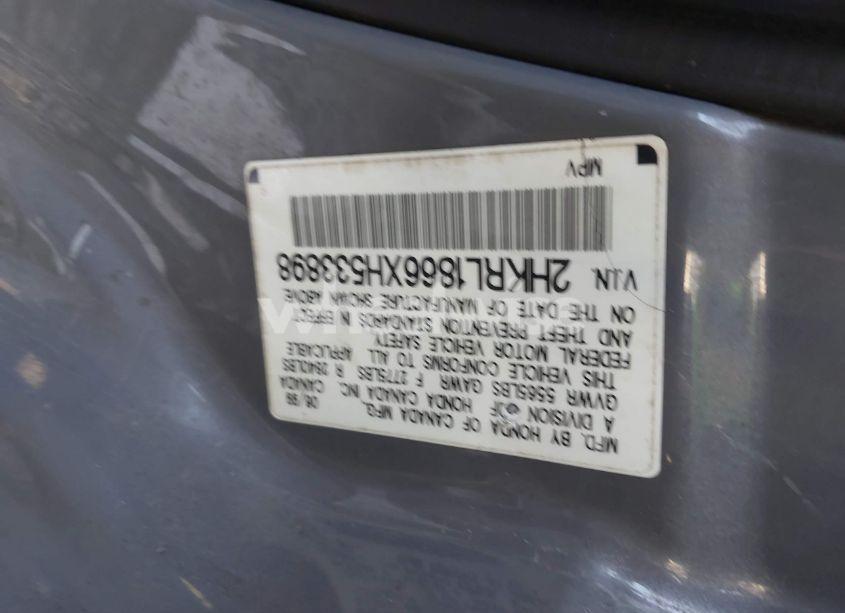 MFD. BY HONDA OF CANADA MFG. 06/99
A DIVISION OF HONDA CANADA INC. CANADA
GVWR 5565LBS GAWR F 2775LBS R 2840LBS
THIS VEHICLE CONFORMS TO ALL APPLICABLE
FEDERAL MOTOR VEHICLE SAFETY
AND THEFT PREVENTION STANDARDS IN EFFECT
ON THE DATE OF MANUFACTURE SHOWN ABOVE
V.I.N. 2HKRL1866XH533898
MPV